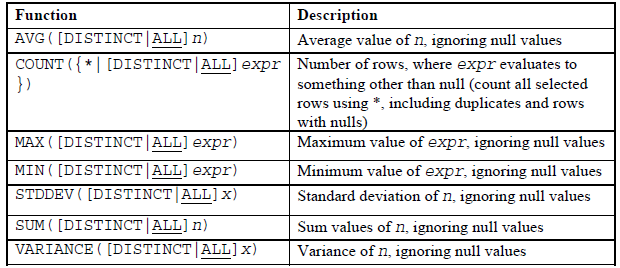 Function Description
AVG([DISTINCT|ALL]n) Average value of n, ignoring null values
COUNT({*|[DISTINCT|ALL]expr Number of rows, where expr evaluates to
}) something other than null (count all selected
rows using *, including duplicates and rows
with nulls)
MAX([DISTINCT|ALL]expr) Maximum value of expr, ignoring null values
MIN([DISTINCT|ALL]expr) Minimum value of expr, ignoring null values
STDDEV([DISTINCT|ALL]x) Standard deviation of n, ignoring null values
SUM([DISTINCT|ALL]n) Sum values of n, ignoring null values
VARIANCE([DISTINCT|ALL]x) Variance of n, ignoring null values